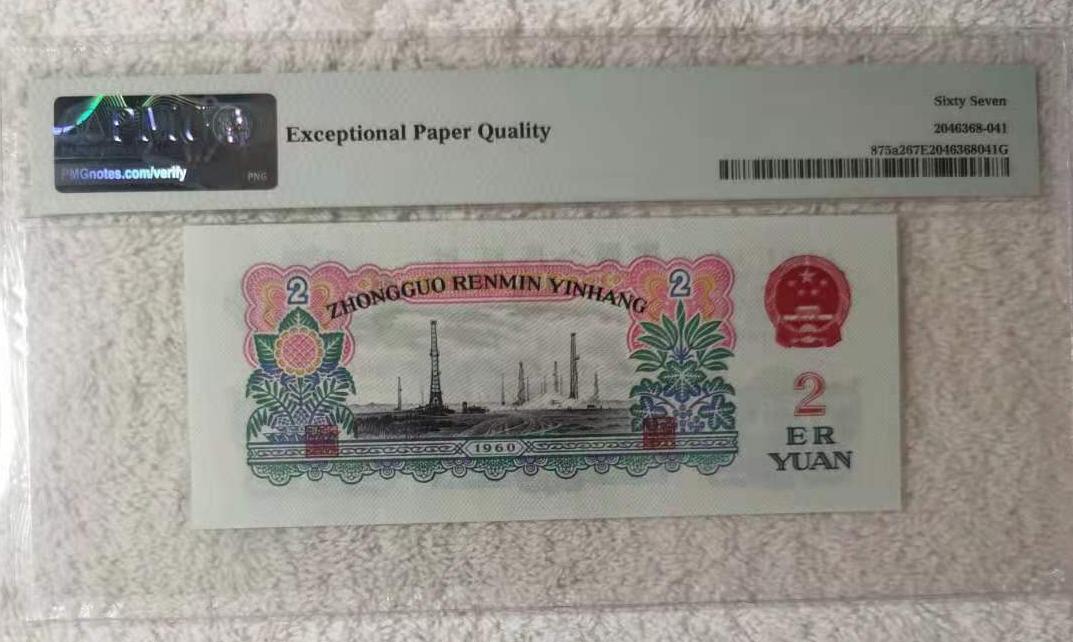 PMG
PMGnotes.com/verify
PNG
Exceptional Paper Quality
Sixty Seven
2046368-041
875a267E2046368041G
2
ZHONGGUO RENMIN YINHANG
2
1960
2
ER
YUAN